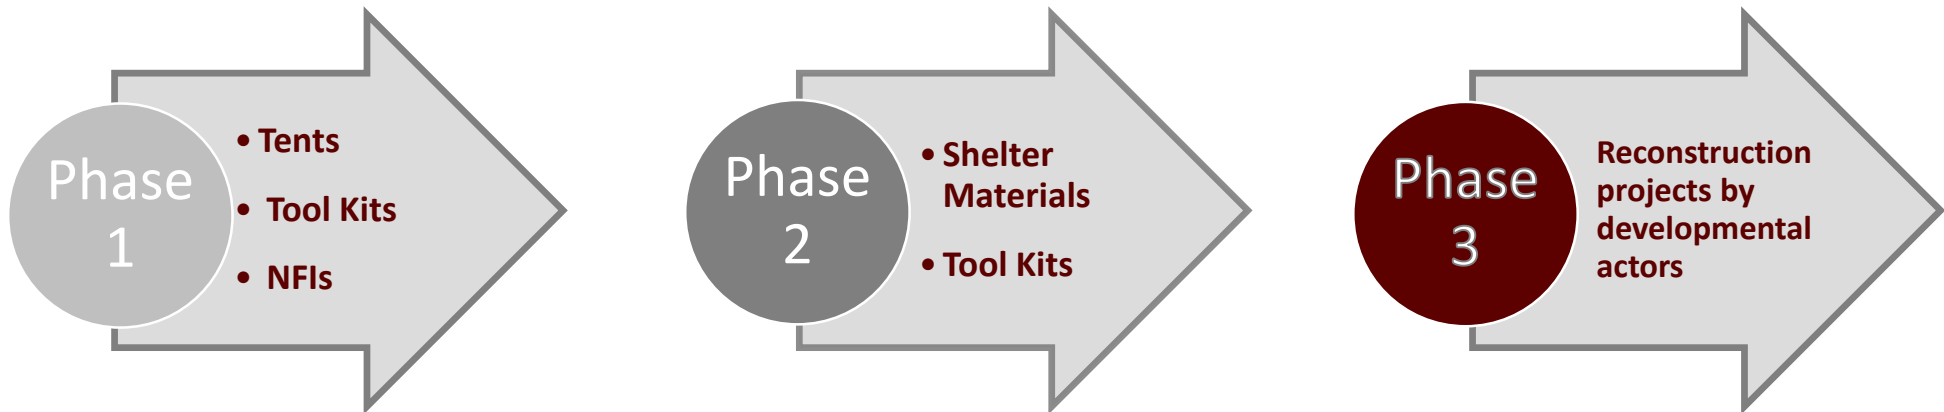 Phase
1
• Tents
• Tool Kits
• NFIs
Phase
2
• Shelter
Materials
• Tool Kits
Phase
3
Reconstruction
projects by
developmental
actors